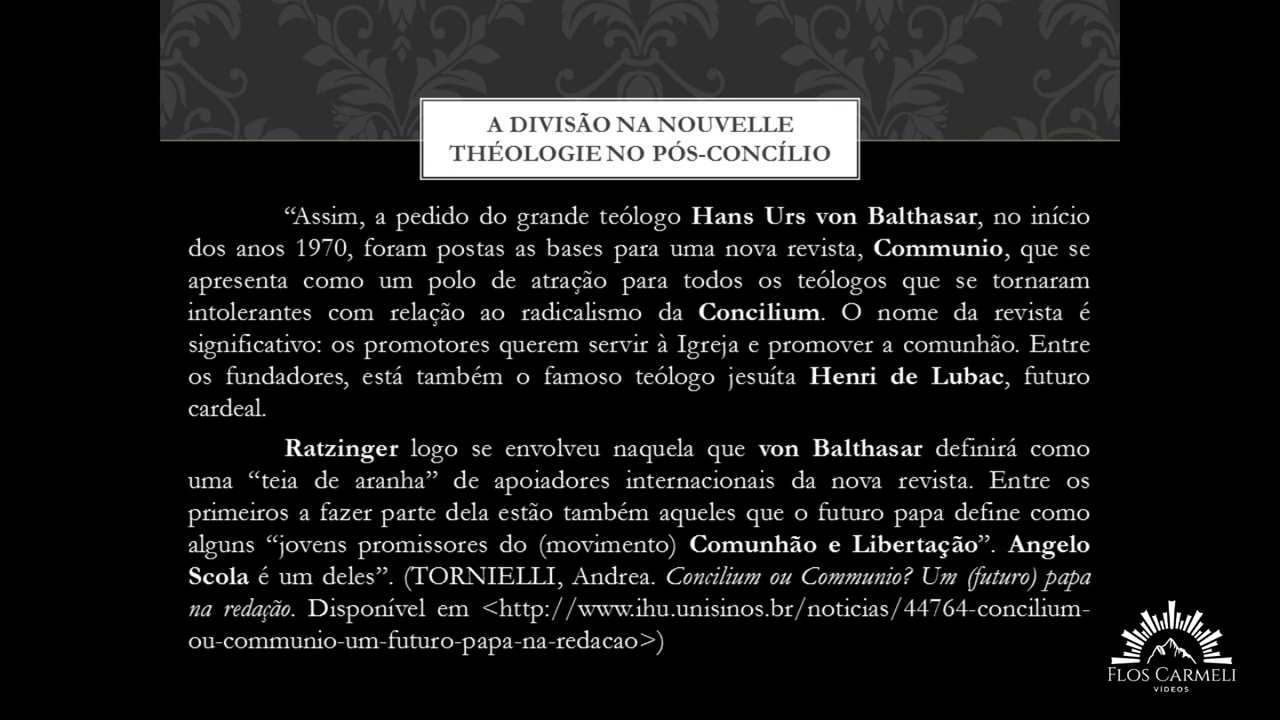 A DIVISÃO NA NOUVELLE
THÉOLOGIE NO PÓS-CONCÍLIO
“Assim, a pedido do grande teólogo Hans Urs von Balthasar, no início
dos anos 1970, foram postas as bases para uma nova revista, Communio, que se
apresenta como um polo de atração para todos os teólogos que se tornaram
intolerantes com relação ao radicalismo da Concilium. O nome da revista é
significativo: os promotores querem servir à Igreja e promover a comunhão. Entre
os fundadores, está também o famoso teólogo jesuíta Henri de Lubac, futuro
cardeal.
Ratzinger logo se envolveu naquela que von Balthasar definirá como
uma “teia de aranha” de apoiadores internacionais da nova revista. Entre os
primeiros a fazer parte dela estão também aqueles que o futuro papa define como
alguns “jovens promissores do (movimento) Comunhão e Libertação”. Angelo
Scola é um deles”. (TORNIELLI, Andrea. Concilium ou Communio? Um (futuro) papa
na redação. Disponível em <http://www.ihu.unisinos.br/noticias/44764-concilium-
ou-communio-um-futuro-papa-na-redacao>)
FLOS CARMELI
VÍDEOS